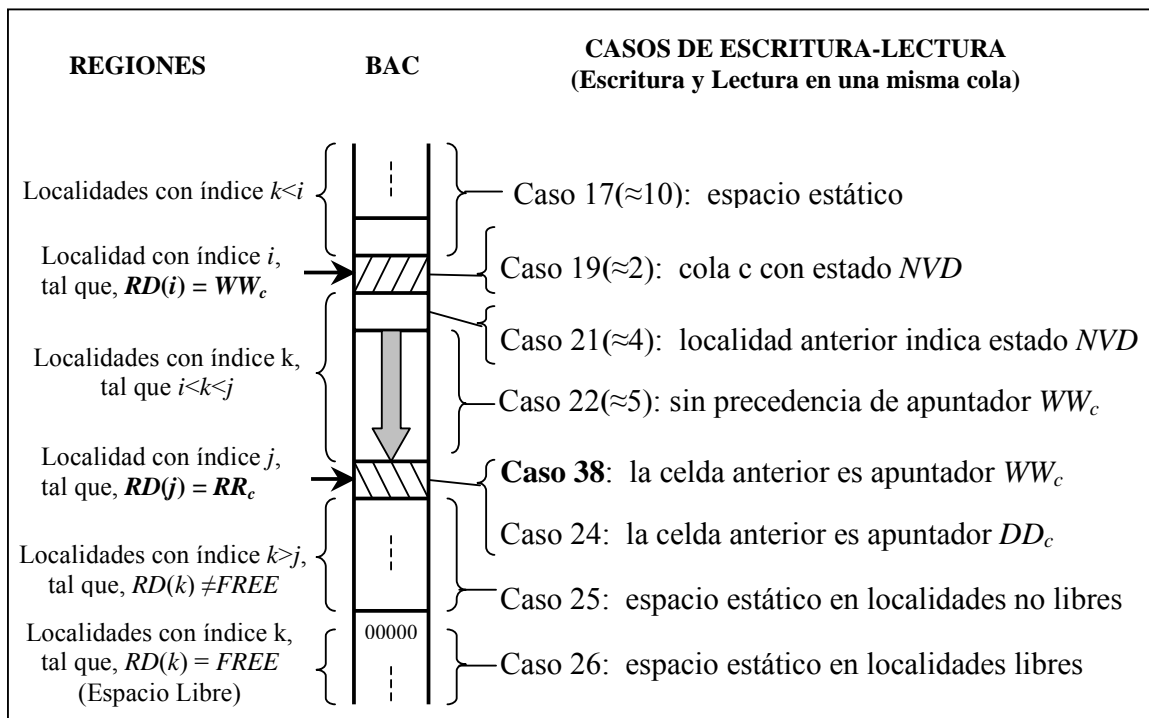 REGIONES
BAC
CASOS DE ESCRITURA-LECTURA
(Escritura y Lectura en una misma cola)
Localidades con índice k<i
Caso 17(≈10): espacio estático
Localidad con índice i,
tal que, RD(i) = WWc
Caso 19(≈2): cola c con estado NVD
Caso 21(≈4): localidad anterior indica estado NVD
Localidades con índice k,
tal que i<k<j
Caso 22(≈5): sin precedencia de apuntador WWc
Localidad con índice j,
tal que, RD(j) = RRc
Caso 38: la celda anterior es apuntador WWc
Caso 24: la celda anterior es apuntador DDc
Localidades con índice k>j,
tal que, RD(k) ≠FREE
Caso 25: espacio estático en localidades no libres
Localidades con índice k,
tal que, RD(k) = FREE
(Espacio Libre)
00000
Caso 26: espacio estático en localidades libres